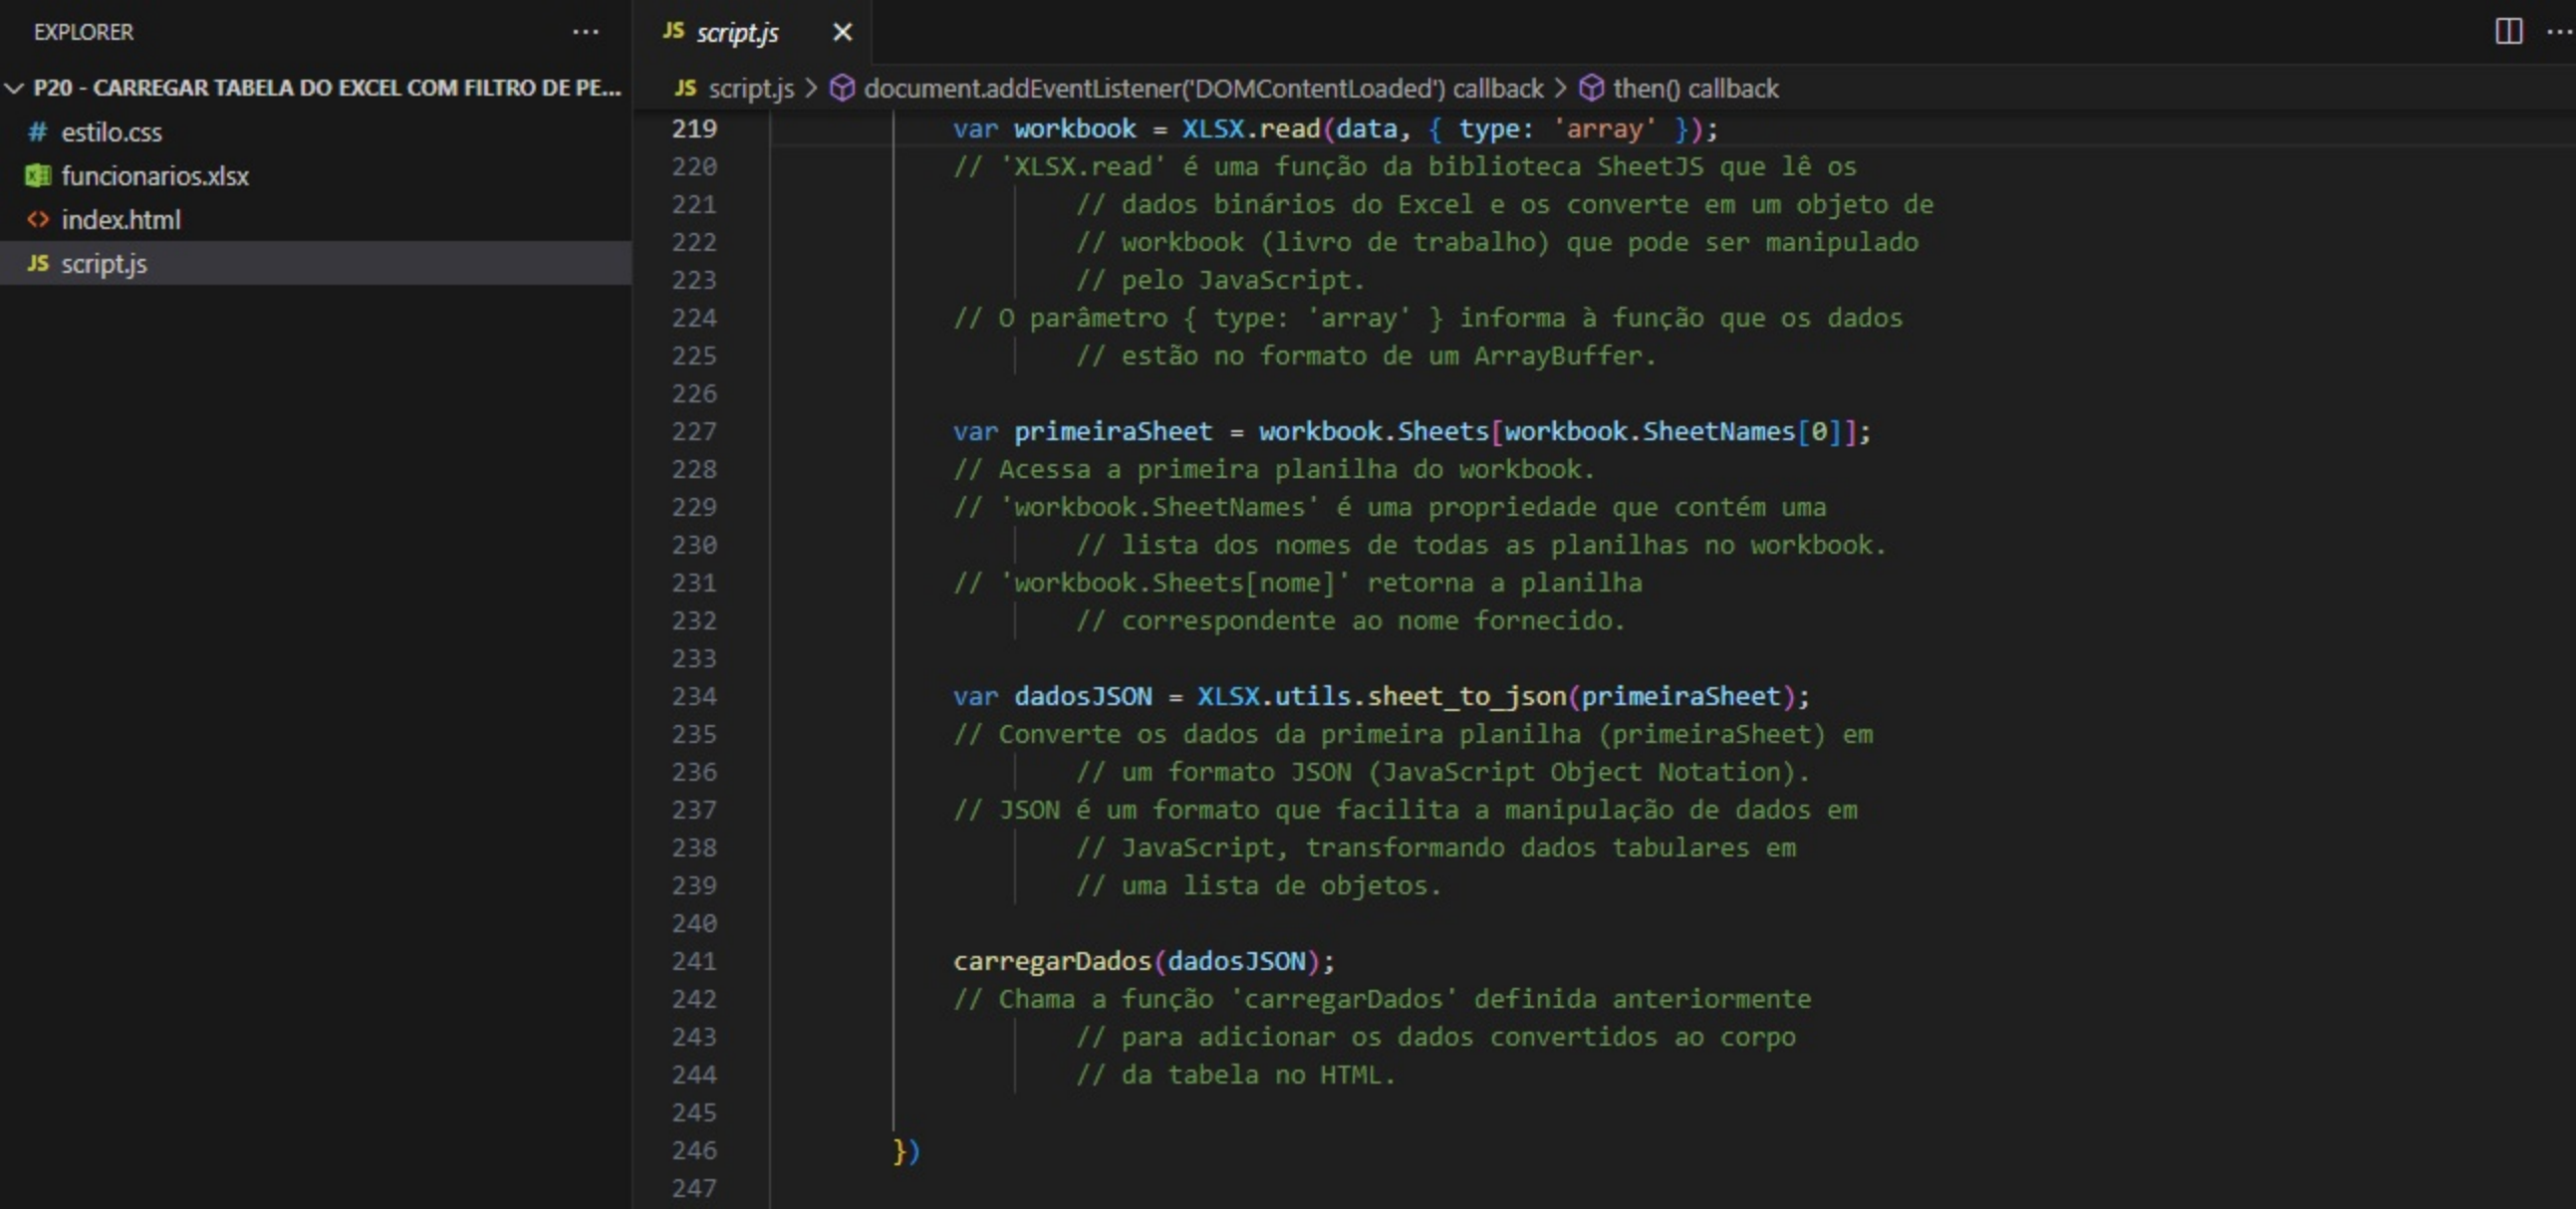 EXPLORER
···
P20 - CARREGAR TABELA DO EXCEL COM FILTRO DE PE...
# estilo.css
funcionarios.xlsx
<> index.html
JS script.js
JS script.js ×
···
JS script.js > document.addEventListener('DOMContentLoaded') callback > then() callback
219 var workbook = XLSX.read(data, { type: 'array' });
220 // 'XLSX.read' é uma função da biblioteca SheetJS que lê os
221 // dados binários do Excel e os converte em um objeto de
222 // workbook (livro de trabalho) que pode ser manipulado
223 // pelo JavaScript.
224 // O parâmetro { type: 'array' } informa à função que os dados
225 // estão no formato de um ArrayBuffer.
226
227 var primeiraSheet = workbook.Sheets[workbook.SheetNames[0]];
228 // Acessa a primeira planilha do workbook.
229 // 'workbook.SheetNames' é uma propriedade que contém uma
230 // lista dos nomes de todas as planilhas no workbook.
231 // 'workbook.Sheets[nome]' retorna a planilha
232 // correspondente ao nome fornecido.
233
234 var dadosJSON = XLSX.utils.sheet_to_json(primeiraSheet);
235 // Converte os dados da primeira planilha (primeiraSheet) em
236 // um formato JSON (JavaScript Object Notation).
237 // JSON é um formato que facilita a manipulação de dados em
238 // JavaScript, transformando dados tabulares em
239 // uma lista de objetos.
240
241 carregarDados(dadosJSON);
242 // Chama a função 'carregarDados' definida anteriormente
243 // para adicionar os dados convertidos ao corpo
244 // da tabela no HTML.
245
246 })
247